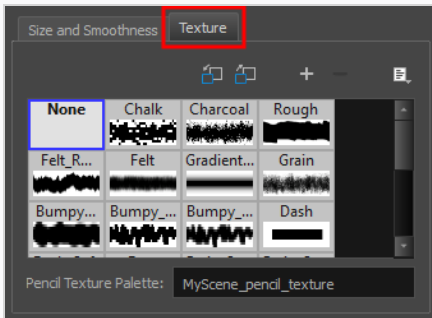 Size and Smoothness Texture
None Chalk Charcoal Rough
Felt_R... Felt Gradient... Grain
Bumpy... Bumpy_... Bumpy_... Dash
Pencil Texture Palette: MyScene_pencil_texture